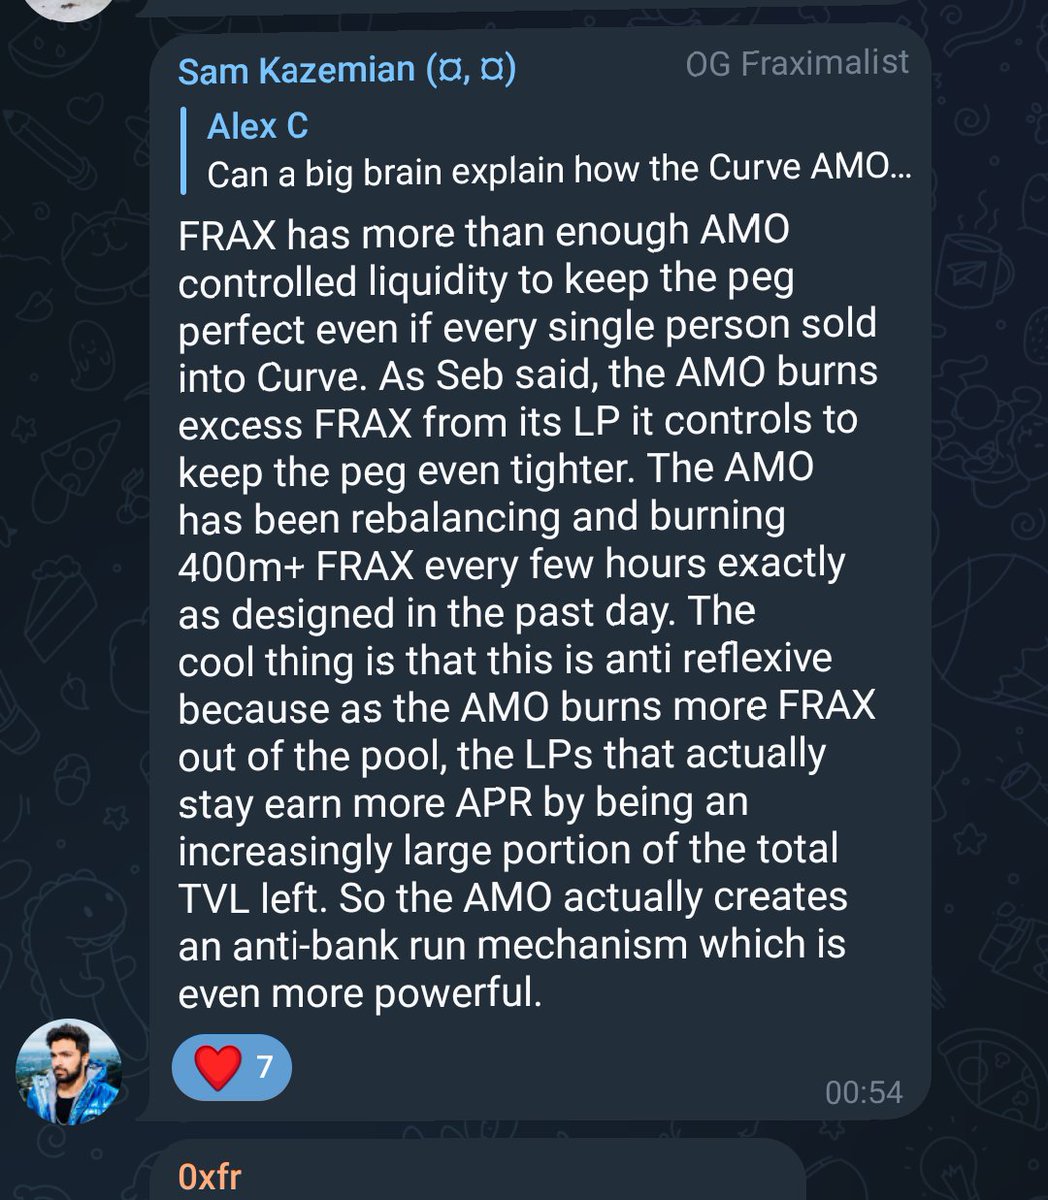 Sam Kazemian (¤, ¤)
OG Fraximalist
Alex C
Can a big brain explain how the Curve AMO...
FRAX has more than enough AMO
controlled liquidity to keep the peg
perfect even if every single person sold
into Curve. As Seb said, the AMO burns
excess FRAX from its LP it controls to
keep the peg even tighter. The AMO
has been rebalancing and burning
400m+ FRAX every few hours exactly
as designed in the past day. The
cool thing is that this is anti reflexive
because as the AMO burns more FRAX
out of the pool, the LPs that actually
stay earn more APR by being an
increasingly large portion of the total
TVL left. So the AMO actually creates
an anti-bank run mechanism which is
even more powerful.
7
00:54
0xfr